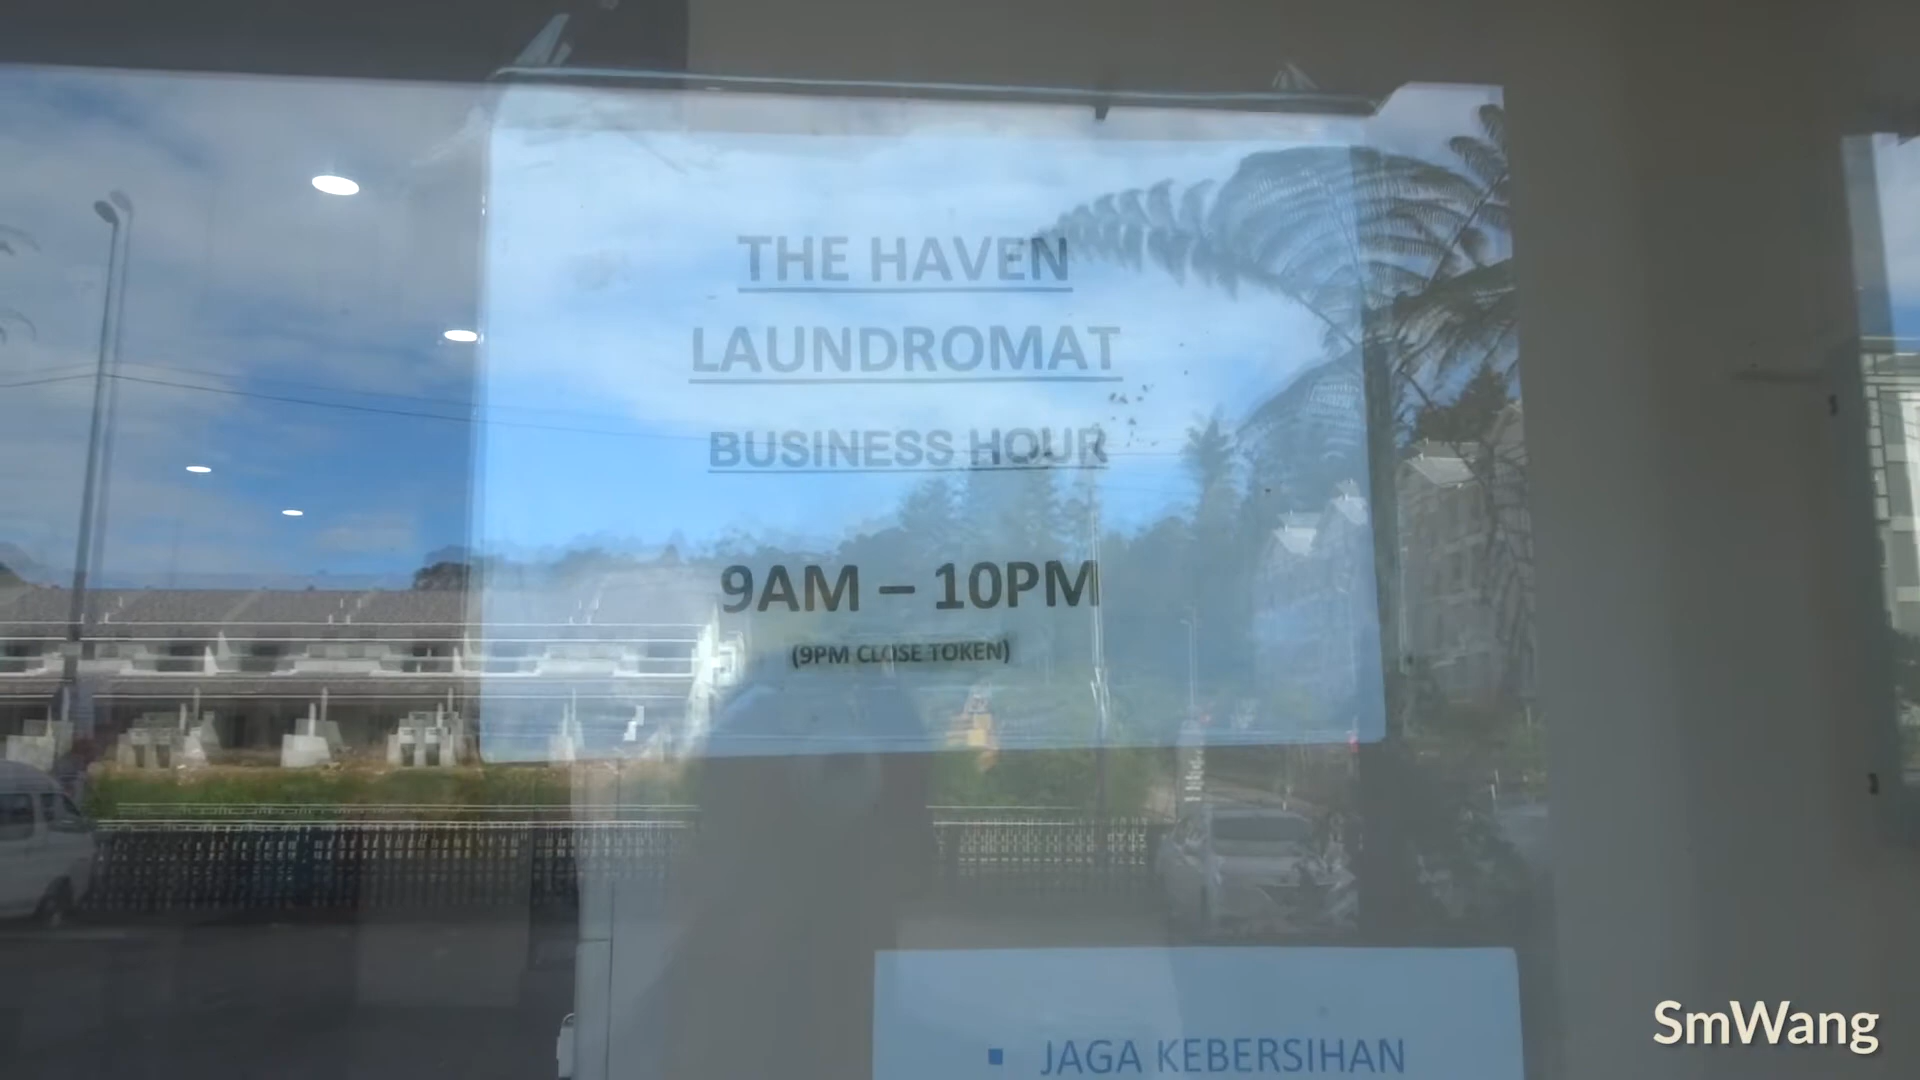 THE HAVEN
LAUNDROMAT
BUSINESS HOUR
9AM – 10PM
(9PM CLOSE TOKEN)
▪ JAGA KEBERSIHAN
SmWang